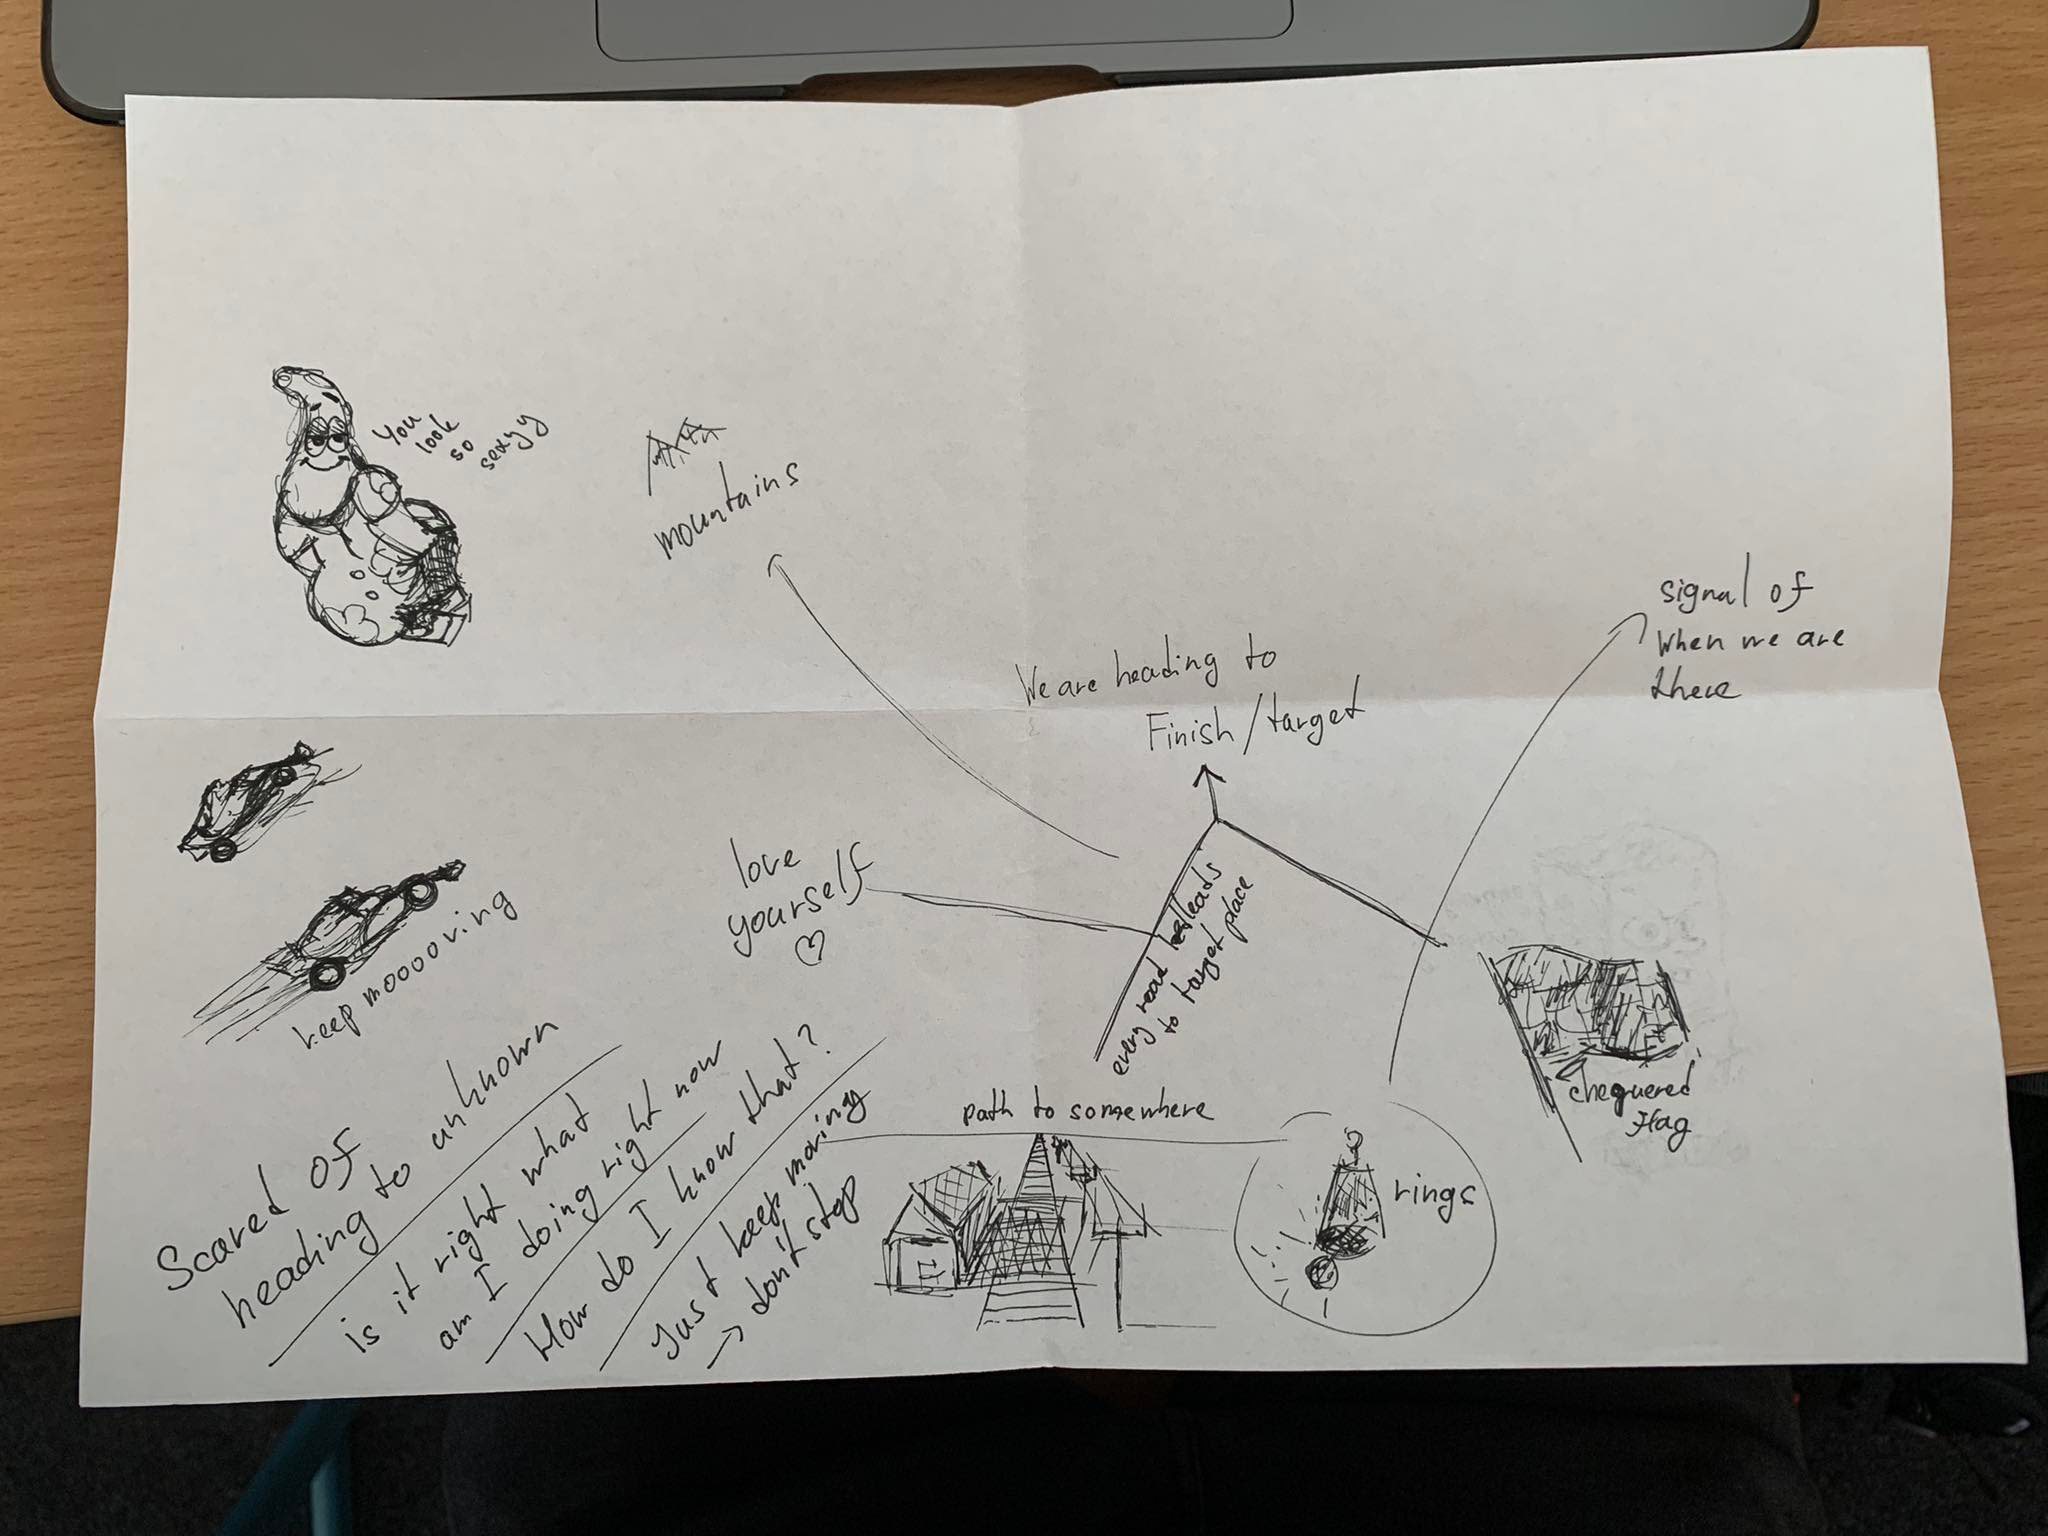 You
look
so
sexyy
mountains
signal of
when we are
there
We are heading to
Finish/target
love
yourself
every road leads
to target place
keep mooooving
chequered
flag
path to somewhere
rings
Scared of
heading to unknown
is it right what
am I doing right now
How do I know that?
Just keep moving
→ don't stop